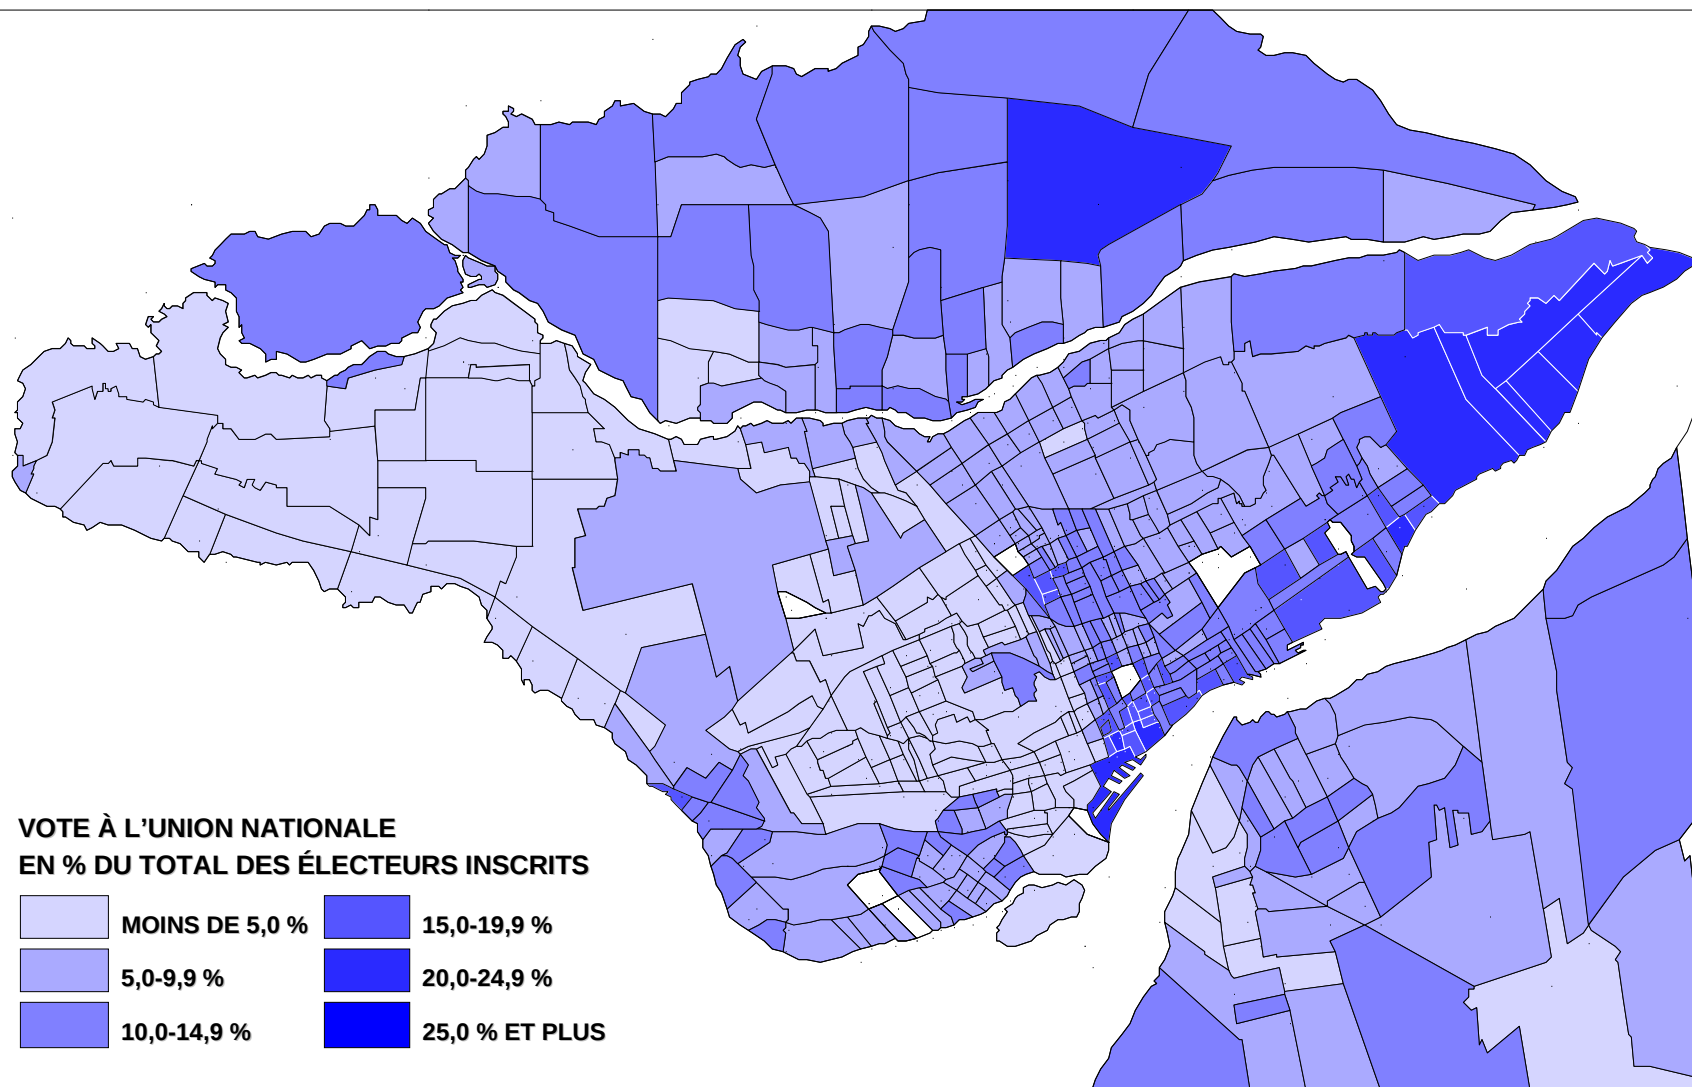 VOTE À L'UNION NATIONALE
EN % DU TOTAL DES ÉLECTEURS INSCRITS
MOINS DE 5,0 %
5,0-9,9 %
10,0-14,9 %
15,0-19,9 %
20,0-24,9 %
25,0 % ET PLUS